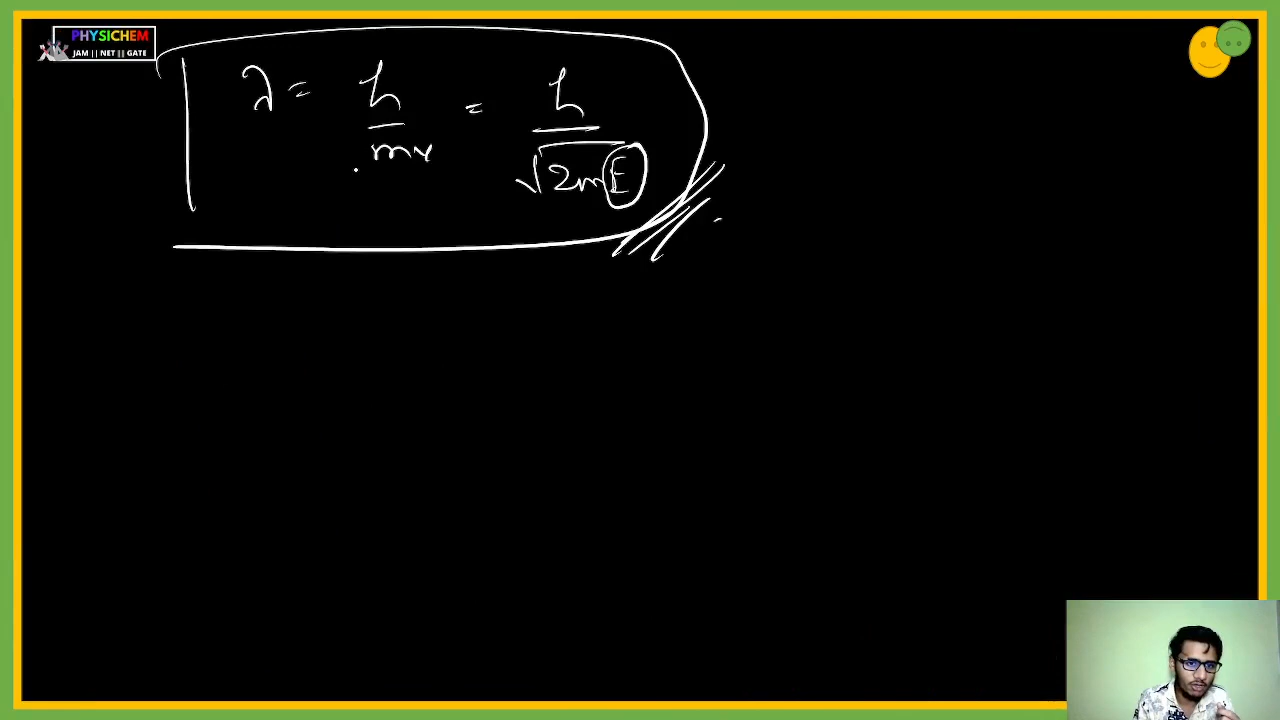 PHYSICHEM
JAM || NET || GATE
λ = h/mv = h/√2mE